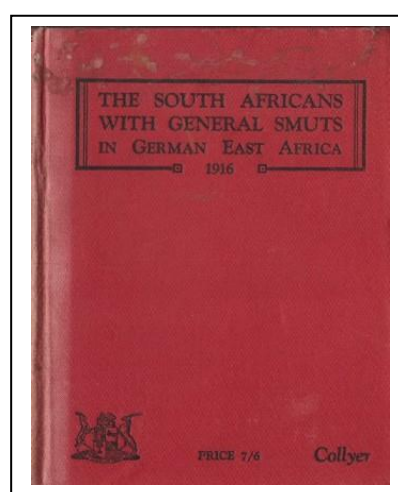 THE SOUTH AFRICANS
WITH GENERAL SMUTS
IN GERMAN EAST AFRICA
1916
PRICE 7/6 Collyer